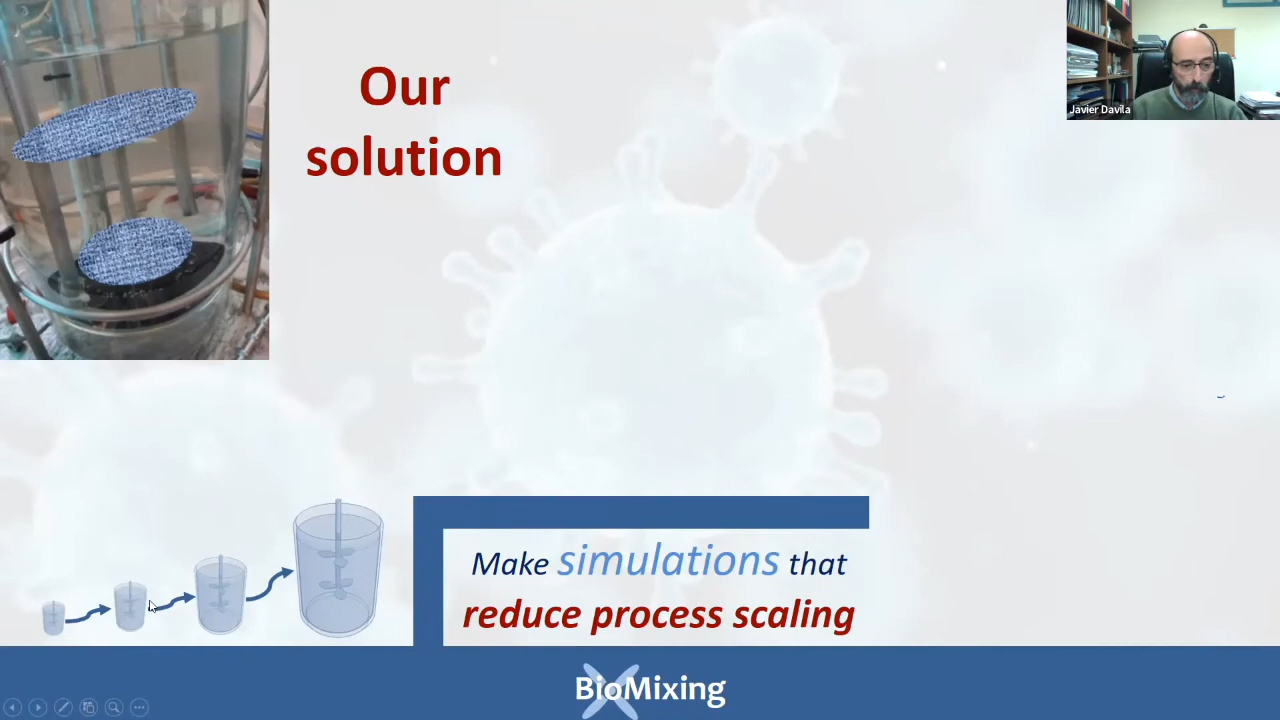 Our
solution
Javier Davila
Make simulations that
reduce process scaling
BioMixing